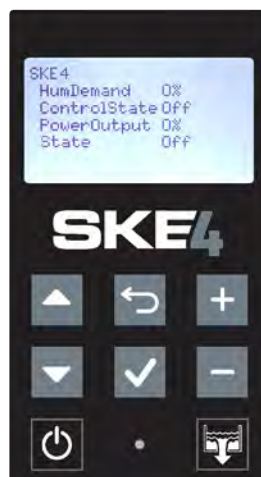 SKE4
HumDemand 0%
ControlState Off
PowerOutput 0%
State Off
SKE4